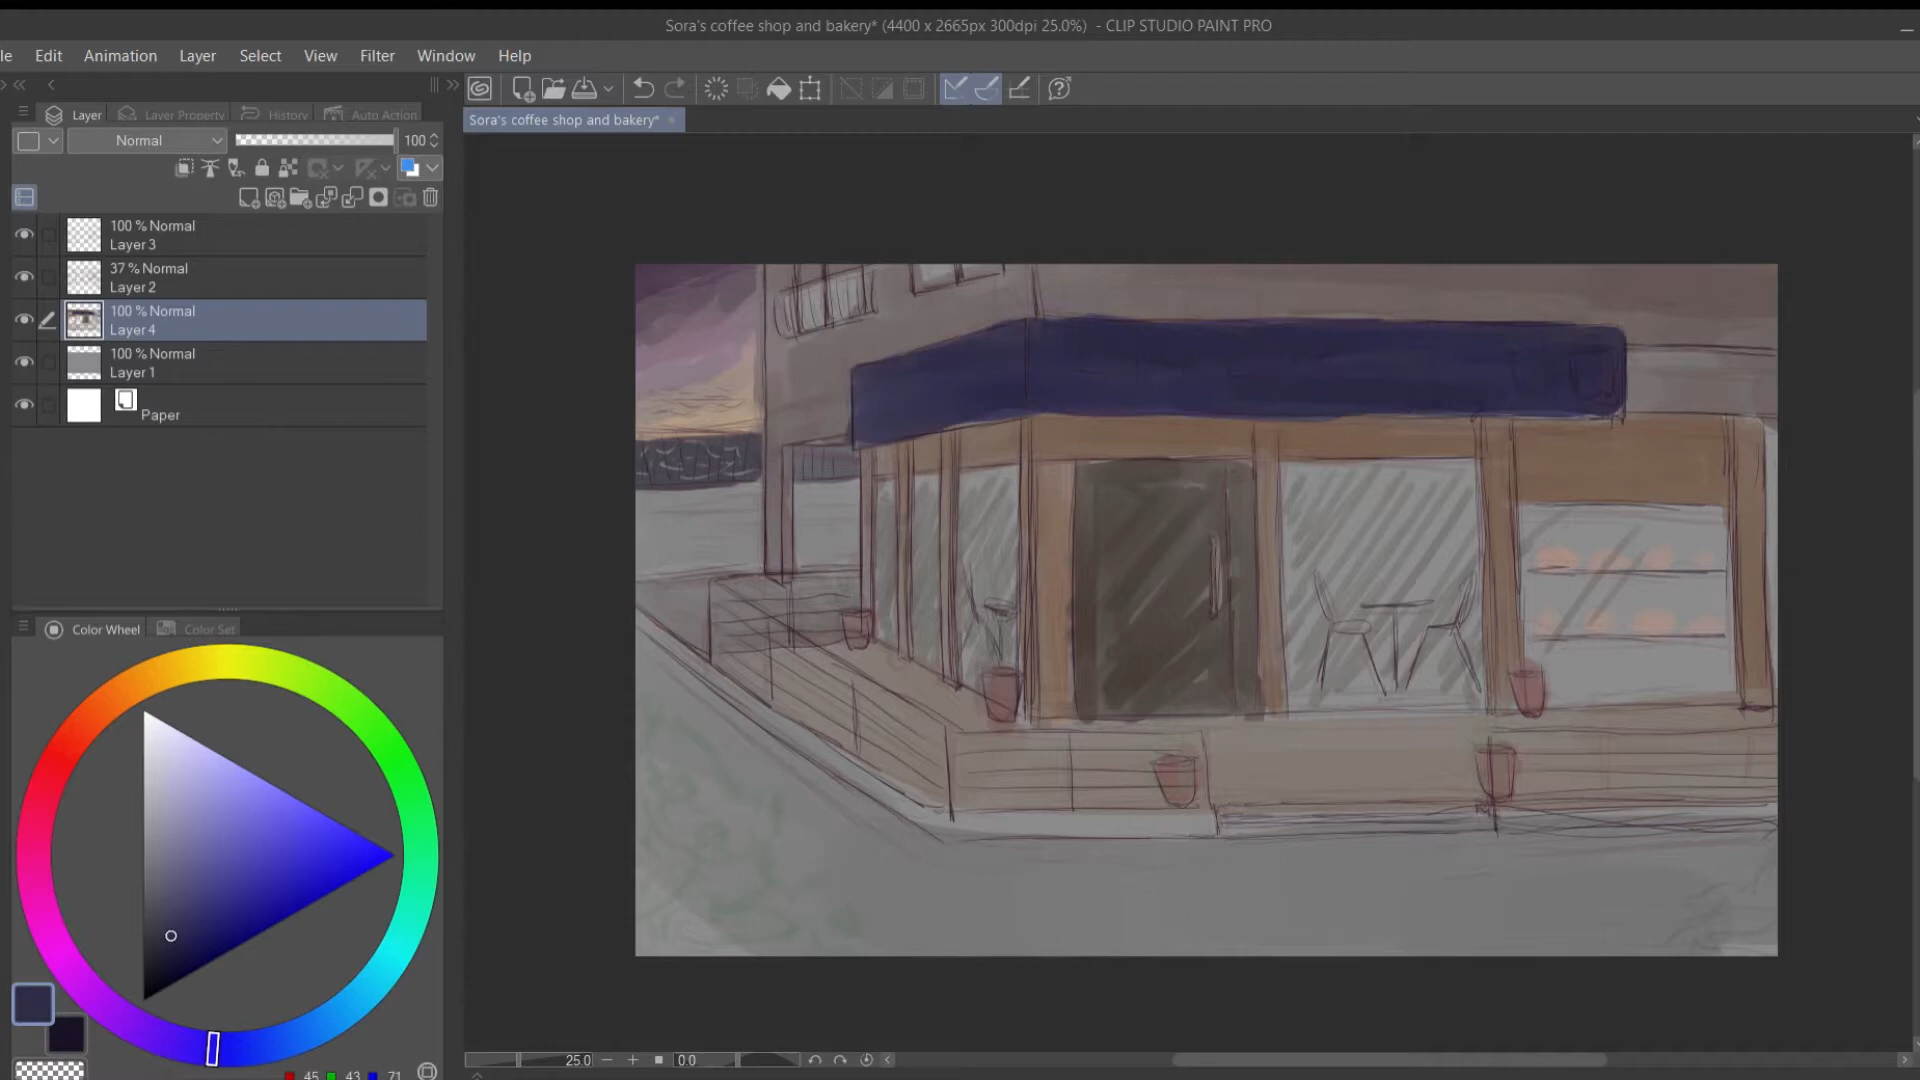 Sora's coffee shop and bakery* (4400 x 2665px 300dpi 25.0%) - CLIP STUDIO PAINT PRO
le Edit Animation Layer Select View Filter Window Help
Layer Layer Property History Auto Action
Sora's coffee shop and bakery*
Normal 100
100 % Normal
Layer 3
37 % Normal
Layer 2
100 % Normal
Layer 4
100 % Normal
Layer 1
Paper
Color Wheel Color Set
25.0 0.0
45 43 71